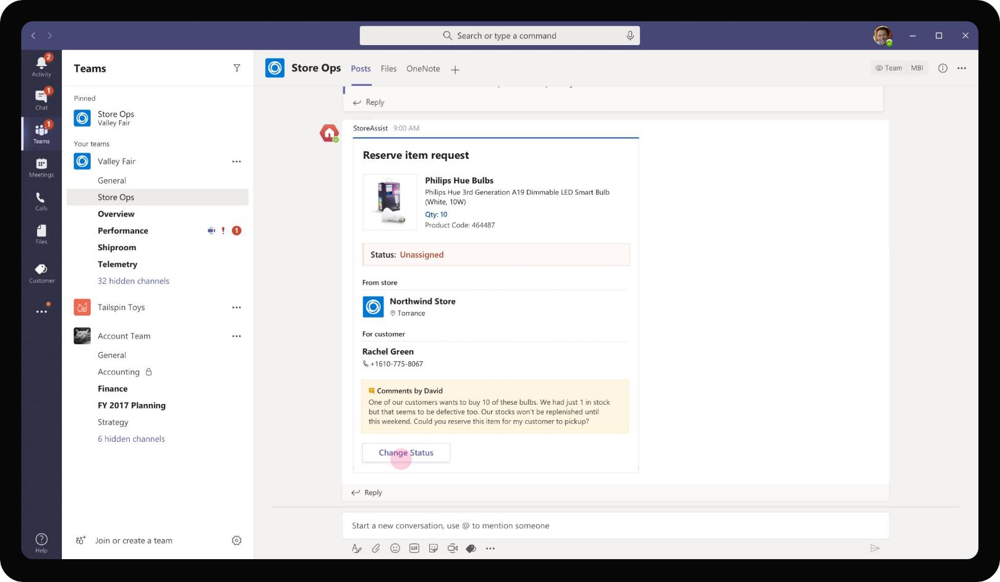 Search or type a command
2
Activity
1
Chat
1
Teams
Meetings
Calls
Files
Customer
Help
Teams
Pinned
Store Ops
Valley Fair
Your teams
Valley Fair
General
Store Ops
Overview
Performance ! 1
Shiproom
Telemetry
32 hidden channels
Tailspin Toys
Account Team
General
Accounting
Finance
FY 2017 Planning
Strategy
6 hidden channels
Join or create a team
Store Ops Posts Files OneNote
Team MBI
Reply
StoreAssist 9:00 AM
Reserve item request
Philips Hue Bulbs
Philips Hue 3rd Generation A19 Dimmable LED Smart Bulb
(White, 10W)
Qty: 10
Product Code: 464487
Status: Unassigned
From store
Northwind Store
Torrance
For customer
Rachel Green
+1610-775-8067
Comments by David
One of our customers wants to buy 10 of these bulbs. We had just 1 in stock
but that seems to be defective too. Our stocks won't be replenished until
this weekend. Could you reserve this item for my customer to pickup?
Change Status
Reply
Start a new conversation, use @ to mention someone
GIF